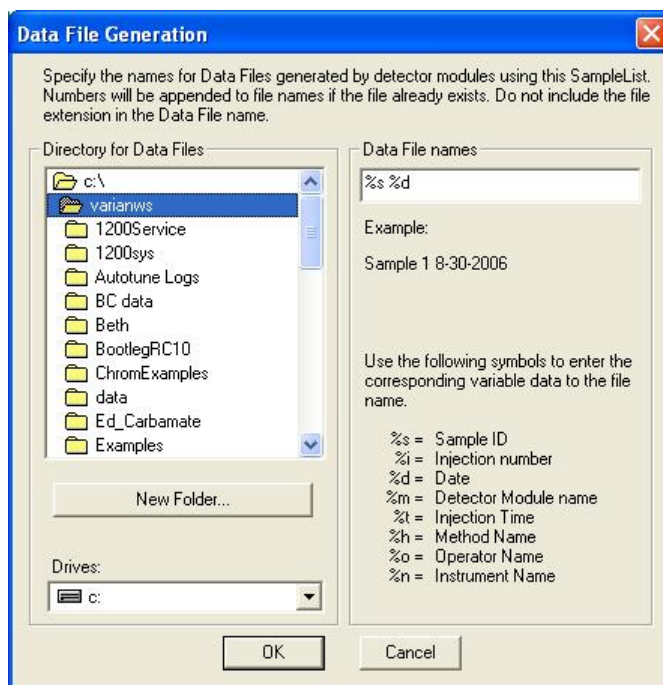 Data File Generation
Specify the names for Data Files generated by detector modules using this SampleList.
Numbers will be appended to file names if the file already exists. Do not include the file
extension in the Data File name.
Directory for Data Files
c:\
varianws
1200Service
1200sys
Autotune Logs
BC data
Beth
BootlegRC10
ChromExamples
data
Ed_Carbamate
Examples
New Folder...
Drives:
c:
Data File names
%s %d
Example:
Sample 1 8-30-2006
Use the following symbols to enter the
corresponding variable data to the file
name.
%s = Sample ID
%i = Injection number
%d = Date
%m = Detector Module name
%t = Injection Time
%h = Method Name
%o = Operator Name
%n = Instrument Name
OK
Cancel